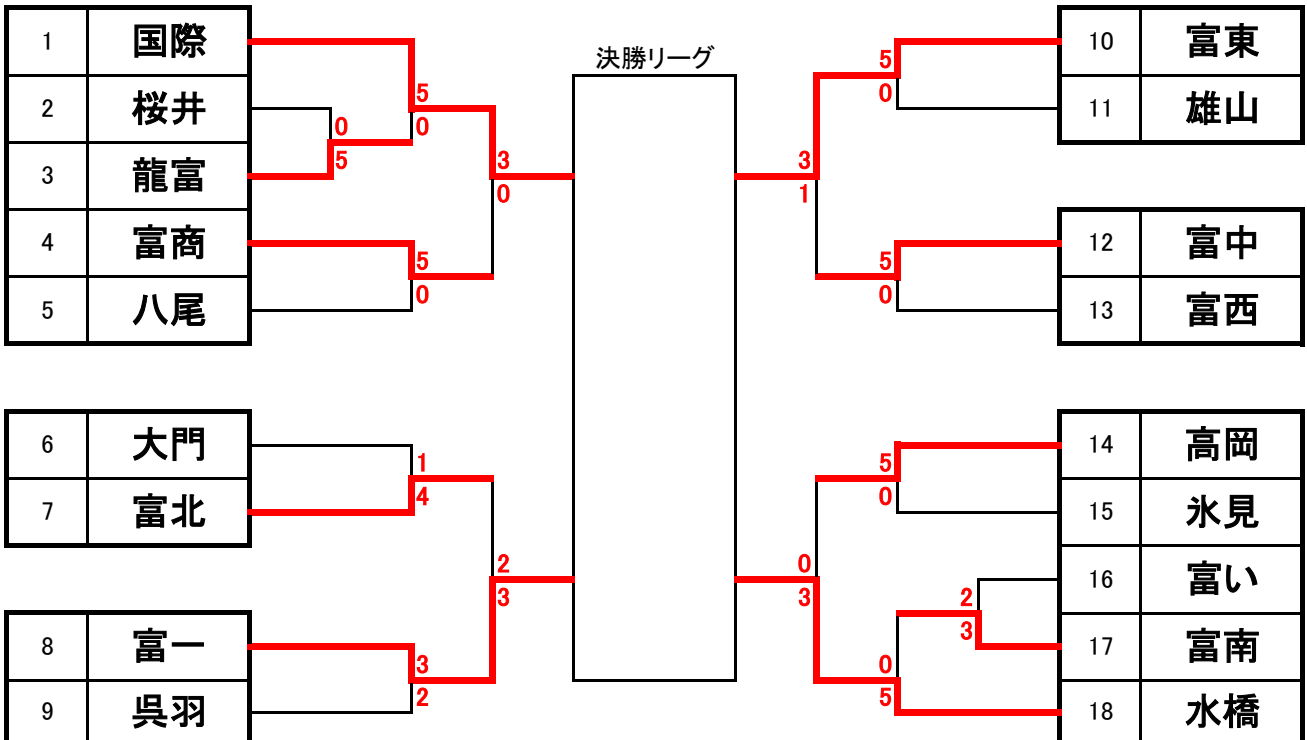 決勝リーグ
1 国際
2 桜井
3 龍富
4 富商
5 八尾
5
0
0
5
3
0
5
0
6 大門
7 富北
8 富一
9 呉羽
1
4
2
3
3
2
10 富東
11 雄山
12 富中
13 富西
5
0
3
1
5
0
14 高岡
15 氷見
16 富い
17 富南
18 水橋
5
0
0
3
2
3
0
5